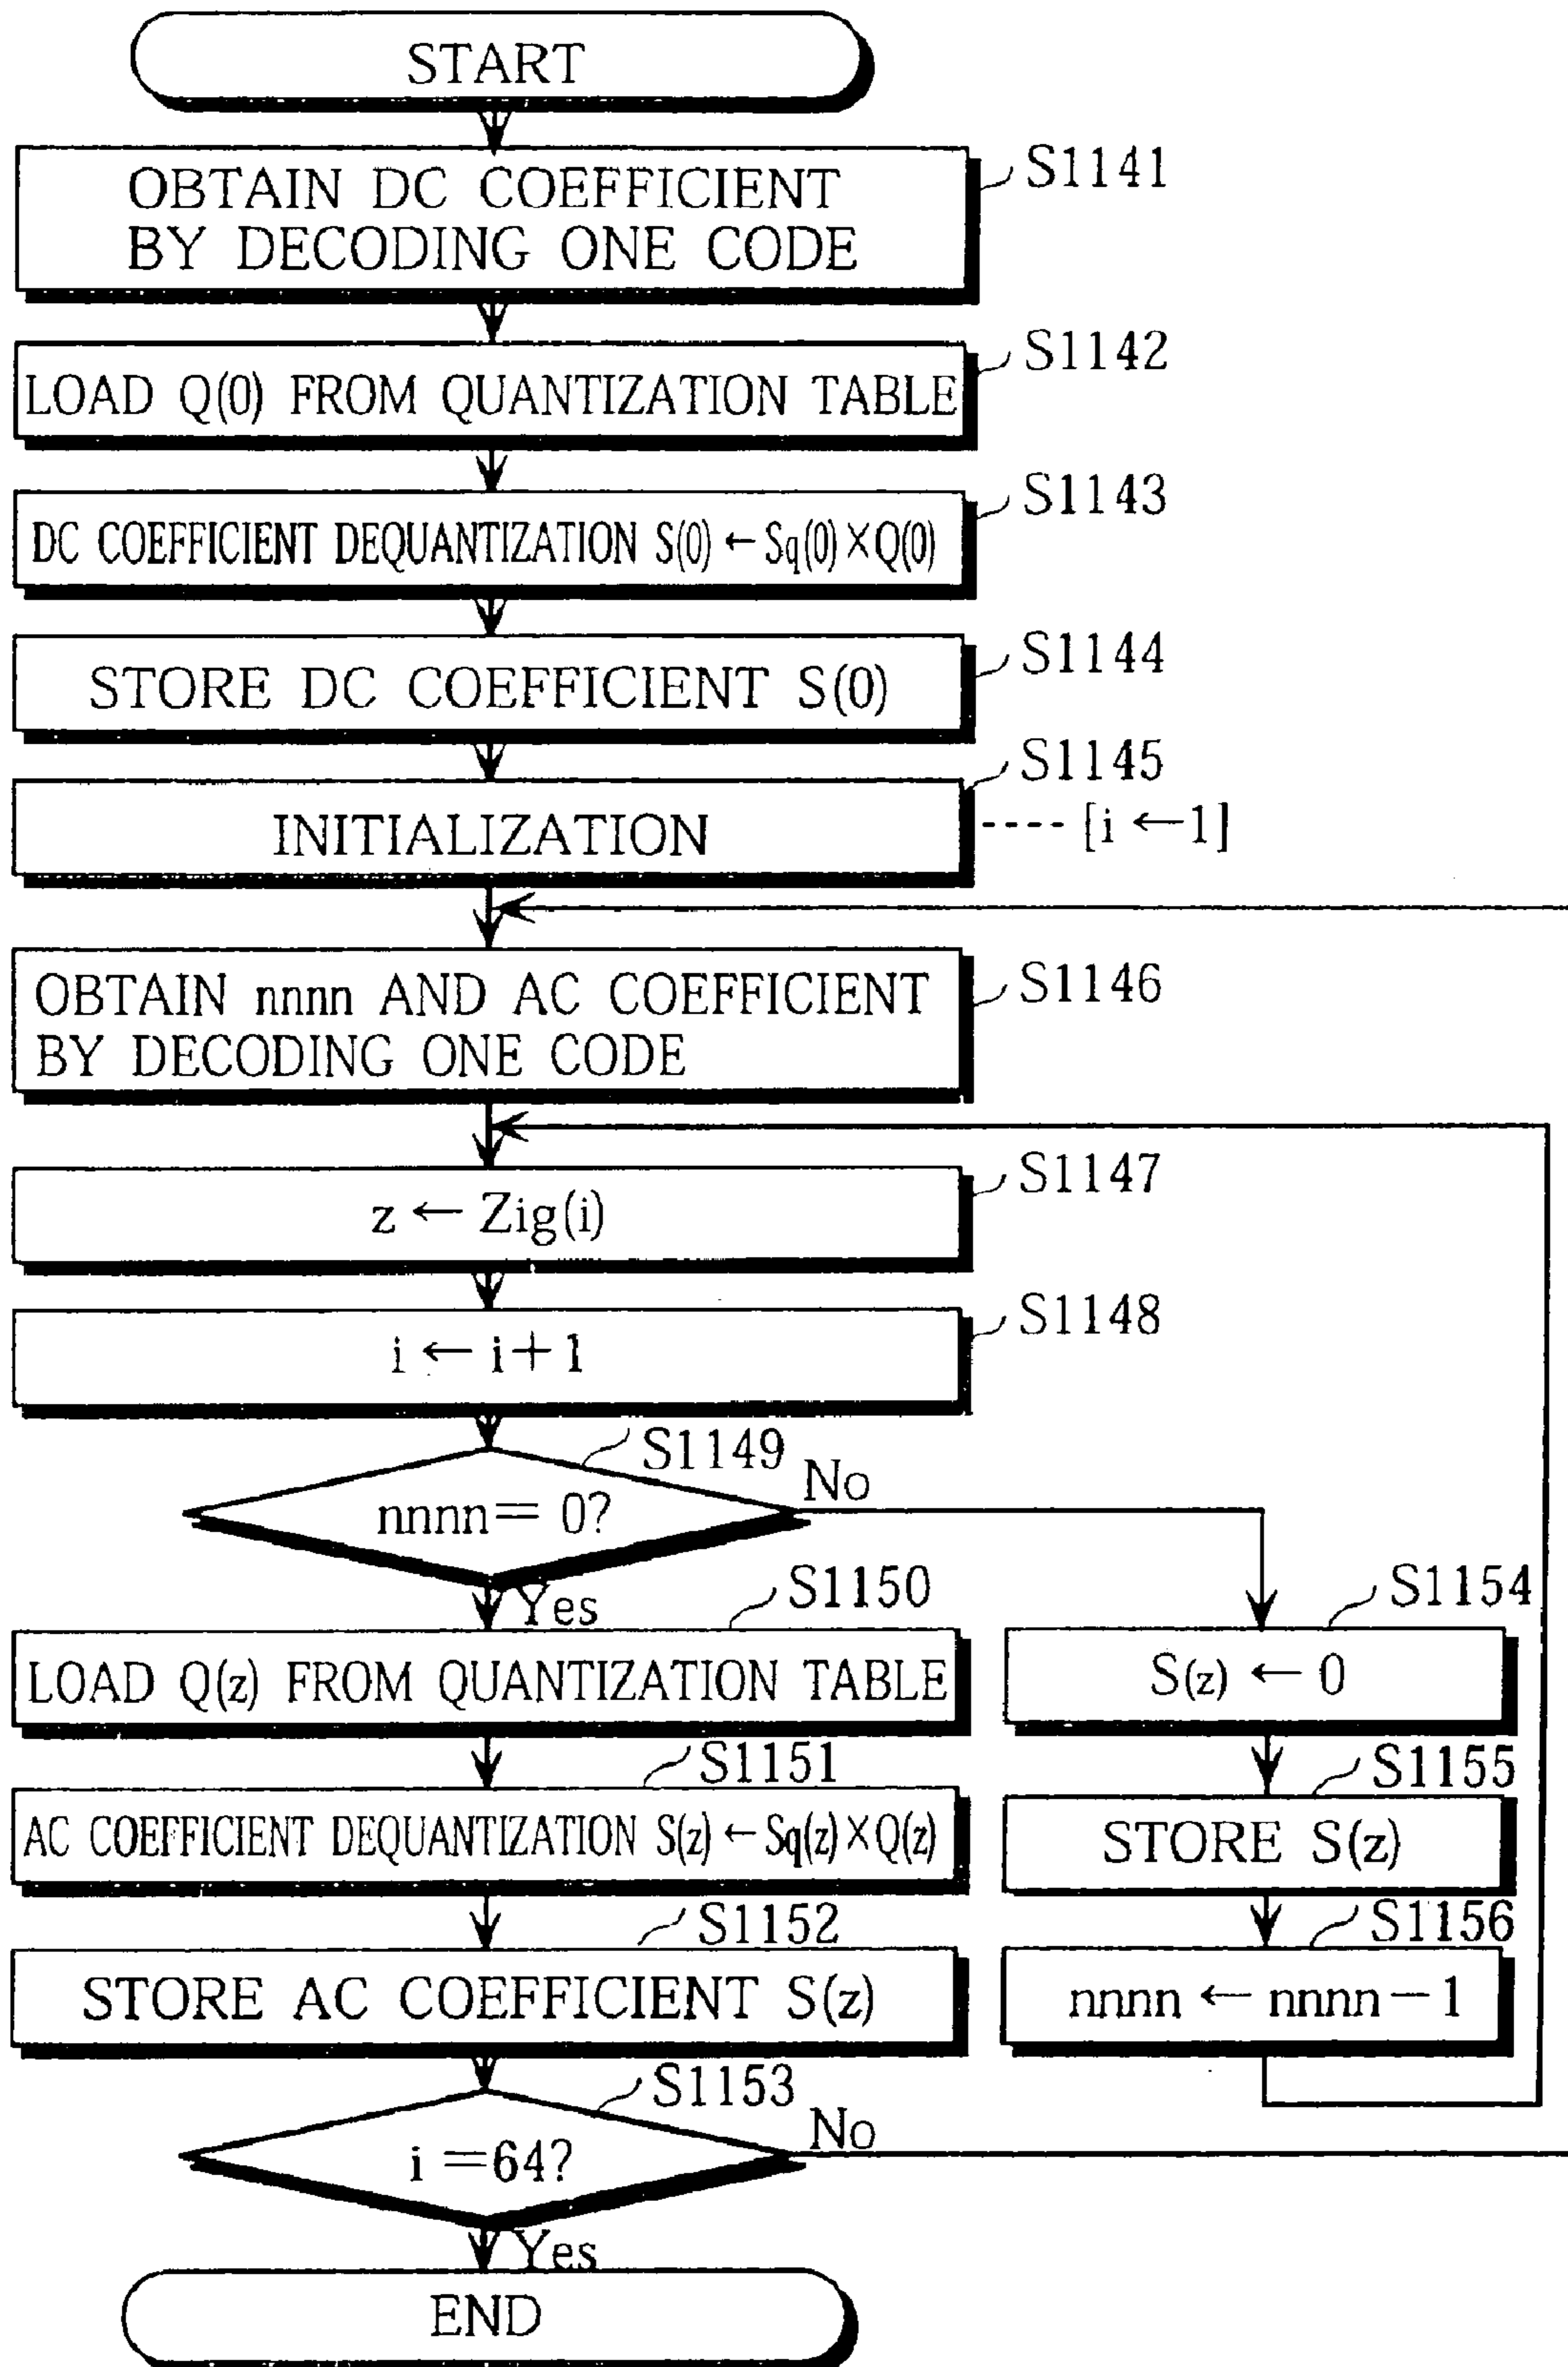 START
OBTAIN DC COEFFICIENT
BY DECODING ONE CODE
S1141
LOAD Q(0) FROM QUANTIZATION TABLE
S1142
DC COEFFICIENT DEQUANTIZATION S(0) ← Sq(0)×Q(0)
S1143
STORE DC COEFFICIENT S(0)
S1144
INITIALIZATION
S1145
[i ←1]
OBTAIN nnnn AND AC COEFFICIENT
BY DECODING ONE CODE
S1146
z ← Zig(i)
S1147
i ← i+1
S1148
S1149
nnnn= 0?
No
Yes
S1150
LOAD Q(z) FROM QUANTIZATION TABLE
S1154
S(z) ← 0
S1151
AC COEFFICIENT DEQUANTIZATION S(z) ← Sq(z)×Q(z)
S1155
STORE S(z)
S1152
STORE AC COEFFICIENT S(z)
S1156
nnnn ← nnnn−1
S1153
i =64?
No
Yes
END